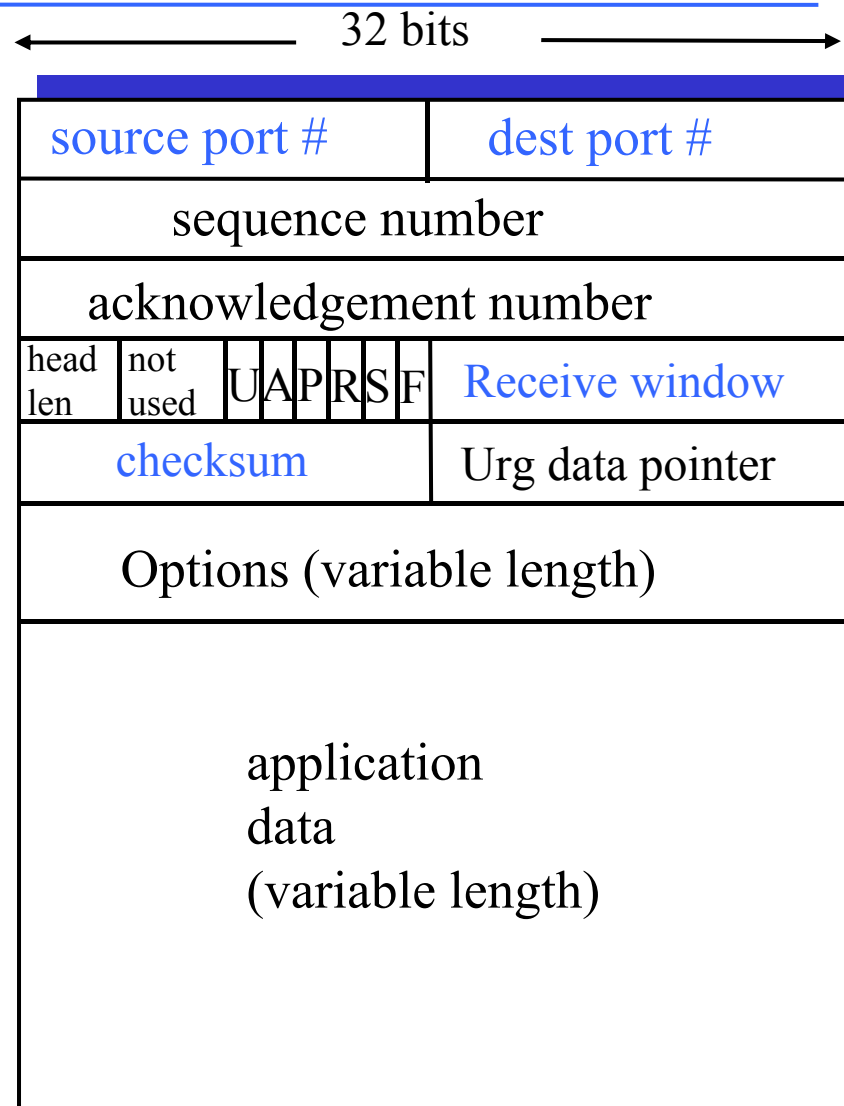 32 bits
source port # dest port #
sequence number
acknowledgement number
head not
len used U A P R S F Receive window
checksum Urg data pointer
Options (variable length)
application
data
(variable length)